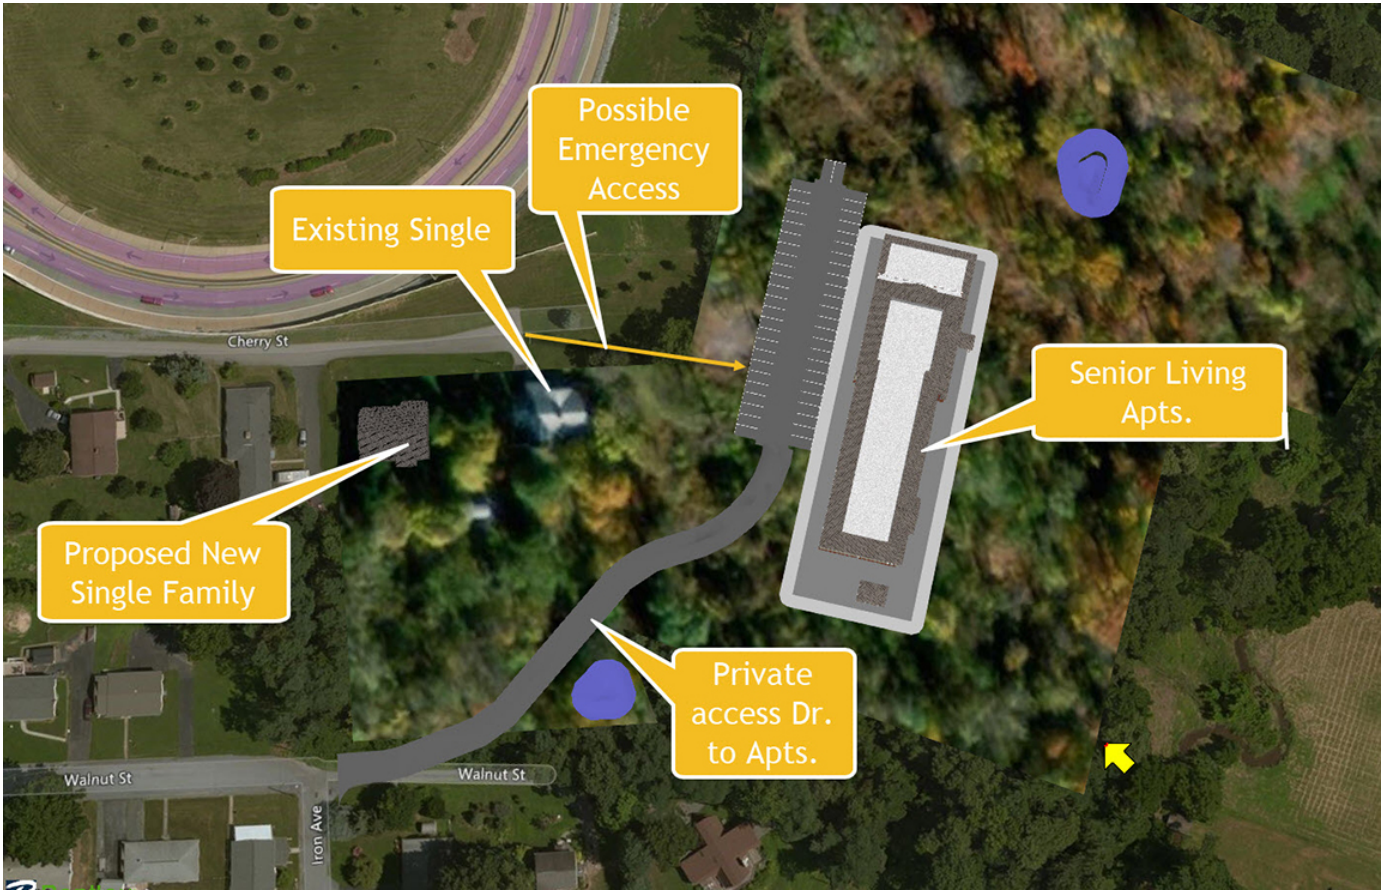 Possible
Emergency
Access
Existing Single
Cherry St
Senior Living
Apts.
Proposed New
Single Family
Private
access Dr.
to Apts.
Walnut St
Walnut St
Iron Ave